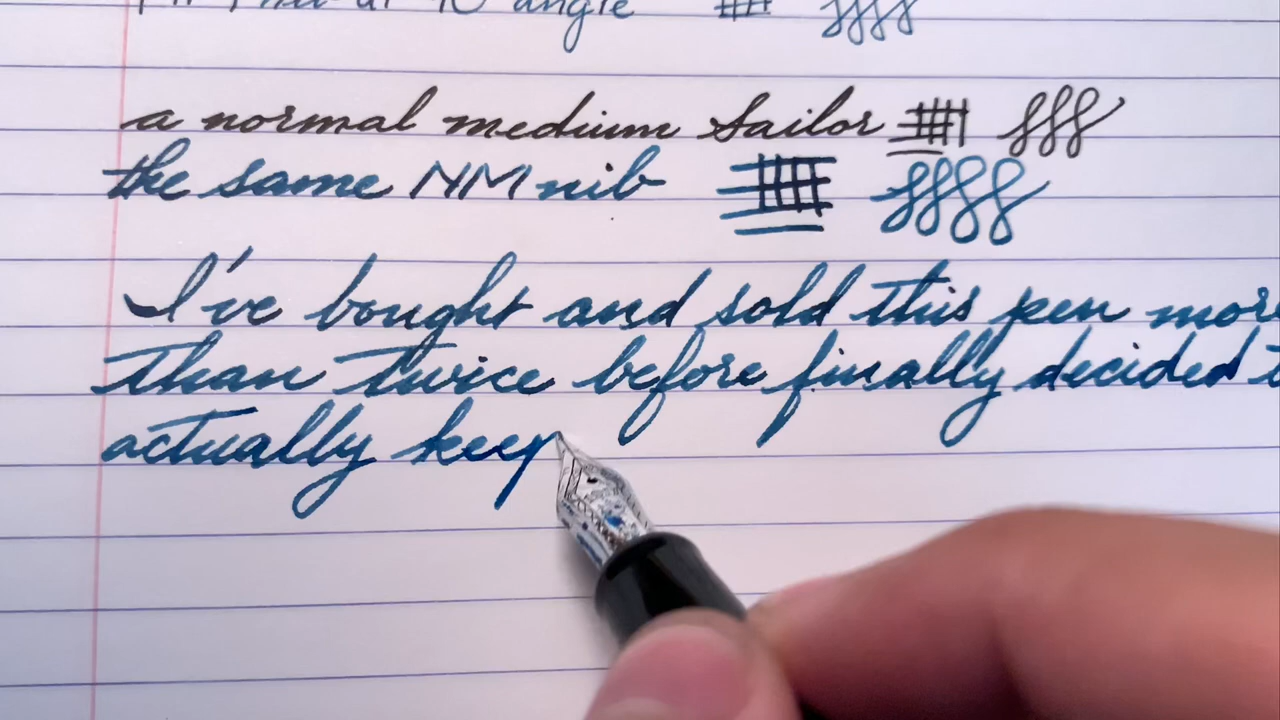 angle
a normal medium Sailor
the same NM nib
I've bought and sold this pen more
than twice before finally decided
actually keep